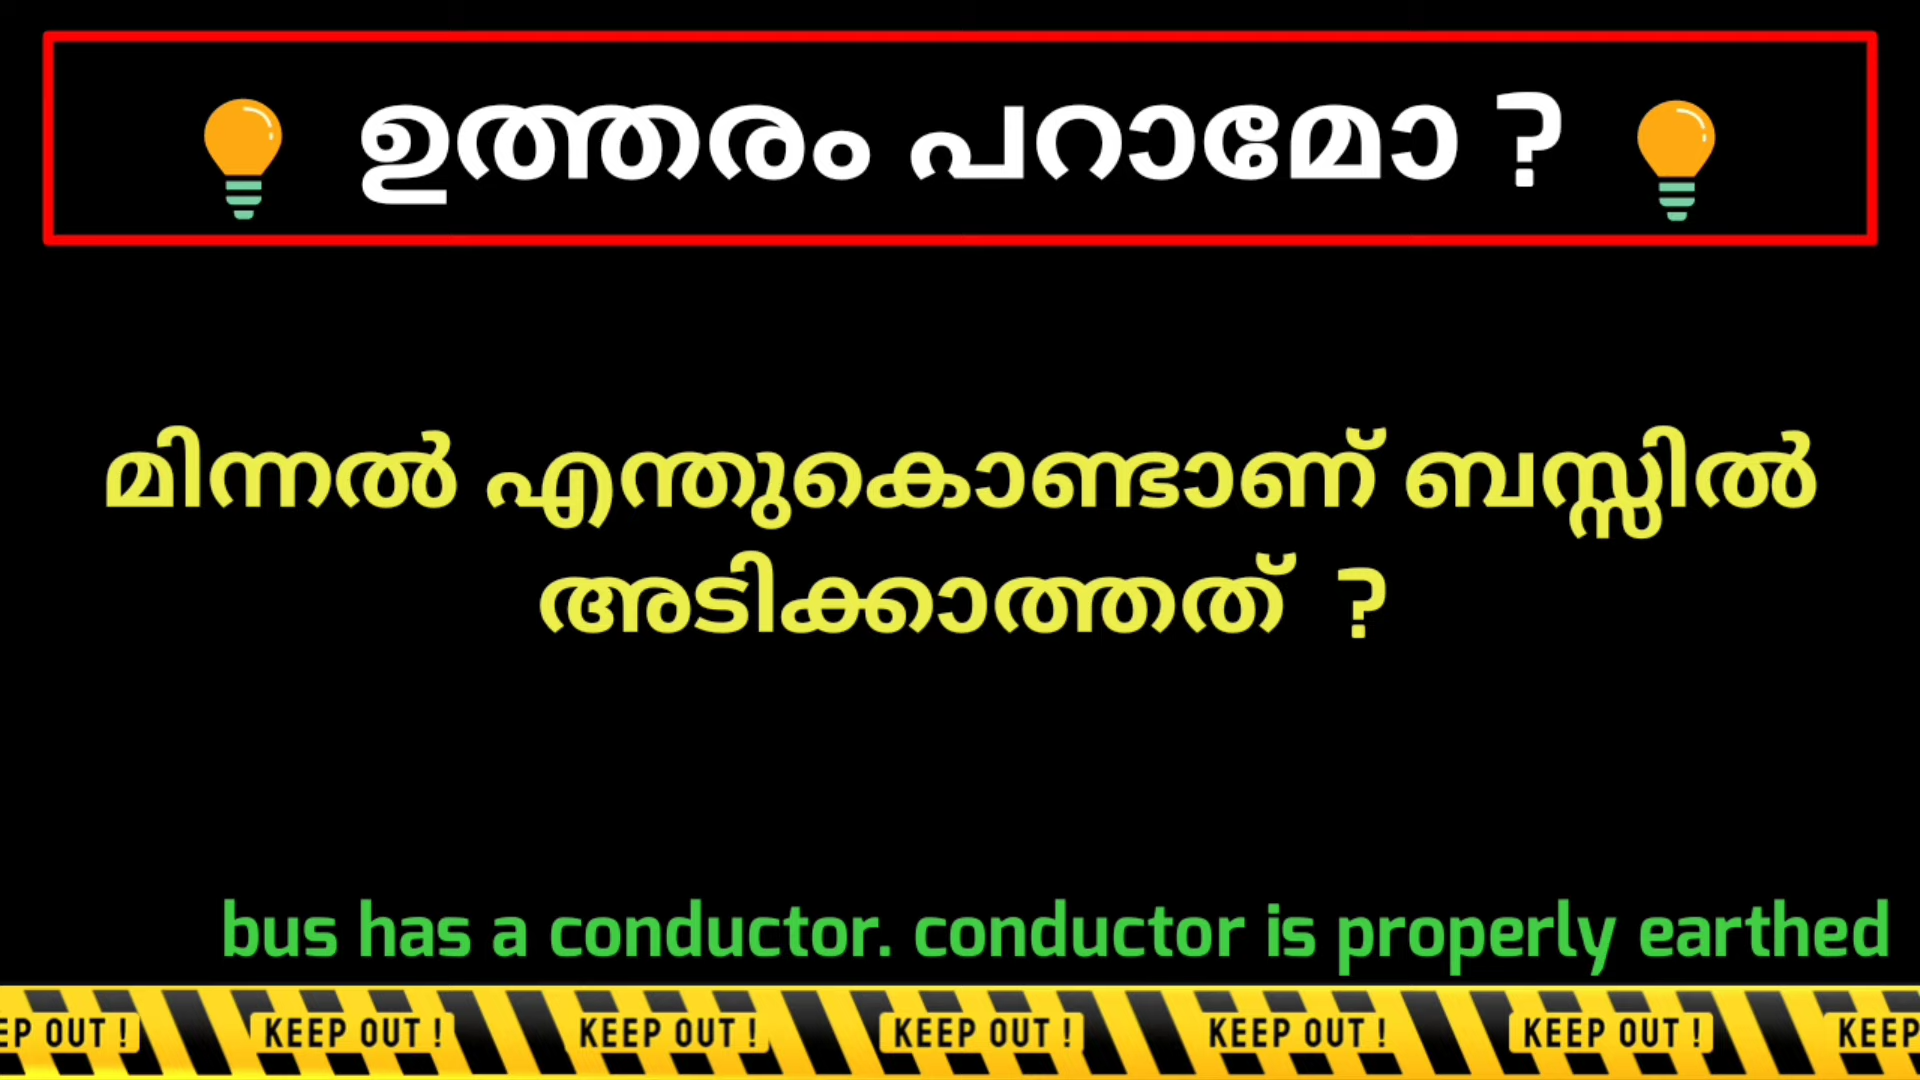 ഉത്തരം പറാമോ ?
മിന്നൽ എന്തുകൊണ്ടാണ് ബസ്സിൽ
അടിക്കാത്തത് ?
bus has a conductor. conductor is properly earthed
EP OUT ! KEEP OUT ! KEEP OUT ! KEEP OUT ! KEEP OUT ! KEEP OUT ! KEEP